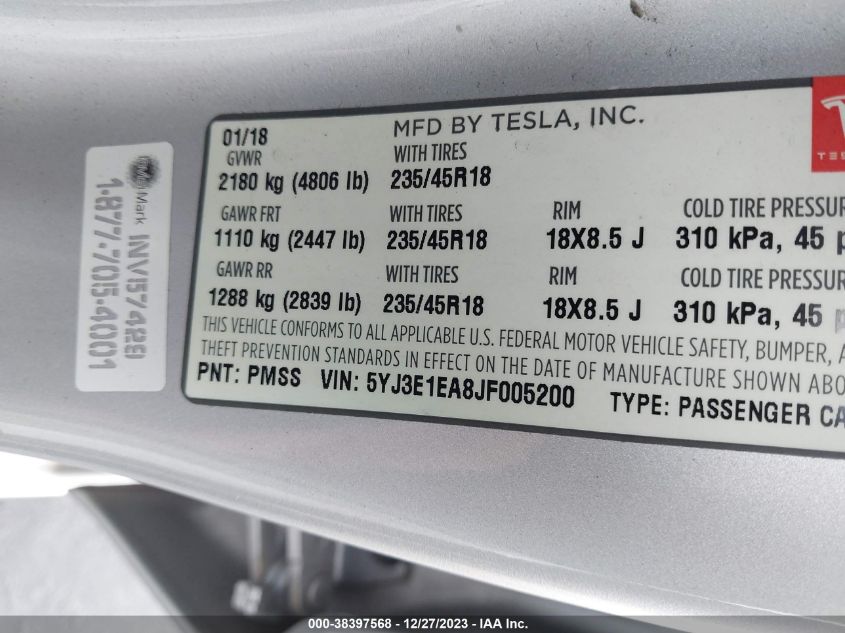 01/18 MFD BY TESLA, INC.
GVWR WITH TIRES
2180 kg (4806 lb) 235/45R18
GAWR FRT WITH TIRES RIM COLD TIRE PRESSUR
1110 kg (2447 lb) 235/45R18 18X8.5 J 310 kPa, 45 p
GAWR RR WITH TIRES RIM COLD TIRE PRESSUR
1288 kg (2839 lb) 235/45R18 18X8.5 J 310 kPa, 45 p
THIS VEHICLE CONFORMS TO ALL APPLICABLE U.S. FEDERAL MOTOR VEHICLE SAFETY, BUMPER, A
THEFT PREVENTION STANDARDS IN EFFECT ON THE DATE OF MANUFACTURE SHOWN ABO
PNT: PMSS VIN: 5YJ3E1EA8JF005200 TYPE: PASSENGER CA
TES
Mark INV157428
1-877-705-4001
000-38397568 - 12/27/2023 - IAA Inc.